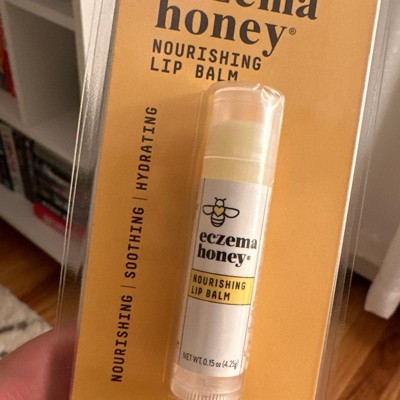 eczema
honey®
NOURISHING
LIP BALM
NOURISHING | SOOTHING | HYDRATING
eczema
honey®
NOURISHING
LIP BALM
NET WT. 0.15 oz (4.25g)